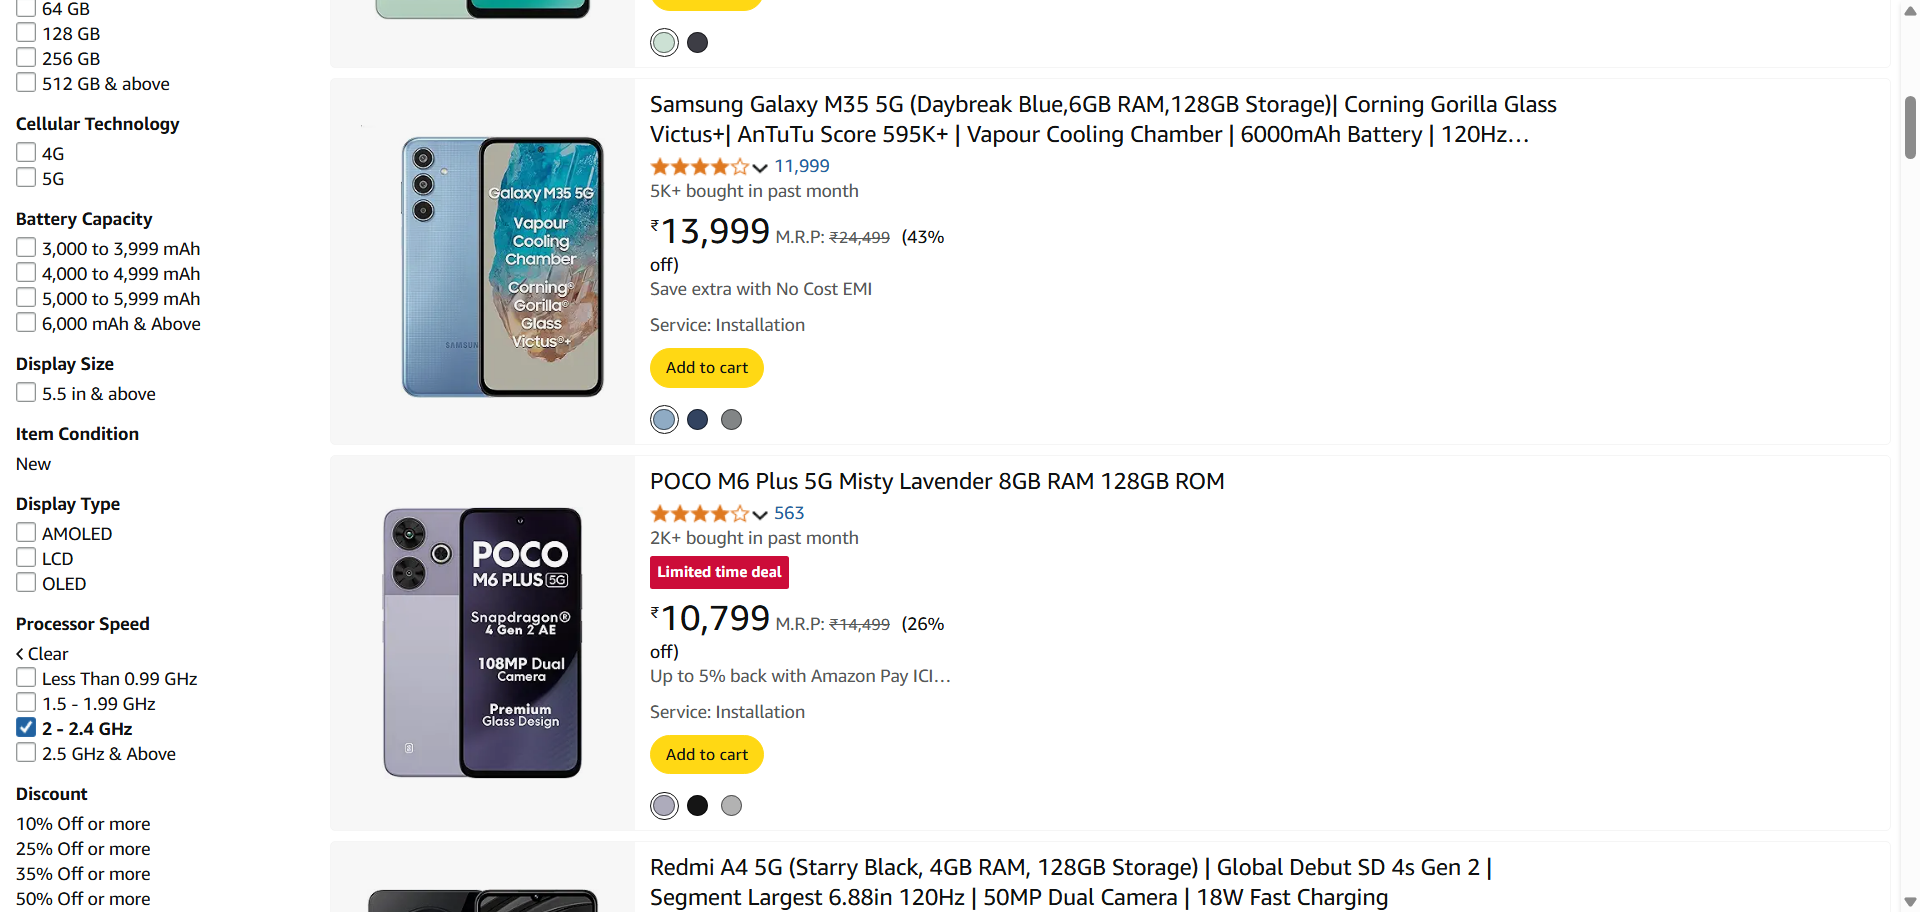 64 GB
128 GB
256 GB
512 GB & above
Cellular Technology
4G
5G
Battery Capacity
3,000 to 3,999 mAh
4,000 to 4,999 mAh
5,000 to 5,999 mAh
6,000 mAh & Above
Display Size
5.5 in & above
Item Condition
New
Display Type
AMOLED
LCD
OLED
Processor Speed
Clear
Less Than 0.99 GHz
1.5 - 1.99 GHz
2 - 2.4 GHz
2.5 GHz & Above
Discount
10% Off or more
25% Off or more
35% Off or more
50% Off or more
Galaxy M35 5G
Vapour
Cooling
Chamber
Corning®
Gorilla®
Glass
Victus®+
SAMSUN
Samsung Galaxy M35 5G (Daybreak Blue,6GB RAM,128GB Storage)| Corning Gorilla Glass
Victus+| AnTuTu Score 595K+ | Vapour Cooling Chamber | 6000mAh Battery | 120Hz…
11,999
5K+ bought in past month
₹13,999 M.R.P: ₹24,499 (43%
off)
Save extra with No Cost EMI
Service: Installation
Add to cart
POCO
M6 PLUS 5G
Snapdragon®
4 Gen 2 AE
108MP Dual
Camera
Premium
Glass Design
POCO M6 Plus 5G Misty Lavender 8GB RAM 128GB ROM
563
2K+ bought in past month
Limited time deal
₹10,799 M.R.P: ₹14,499 (26%
off)
Up to 5% back with Amazon Pay ICI…
Service: Installation
Add to cart
Redmi A4 5G (Starry Black, 4GB RAM, 128GB Storage) | Global Debut SD 4s Gen 2 |
Segment Largest 6.88in 120Hz | 50MP Dual Camera | 18W Fast Charging